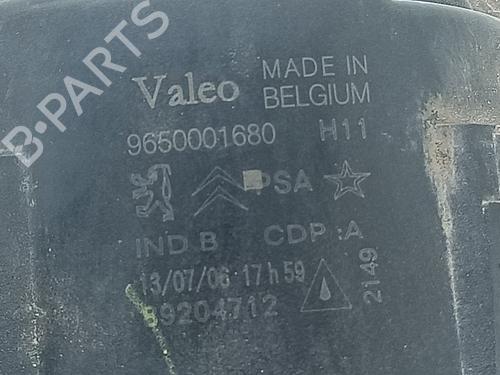 B-PARTS
Valeo MADE IN
BELGIUM
9650001680 H11
PSA
IND B CDP :A
13/07/06 17 h 59
89204712
2149